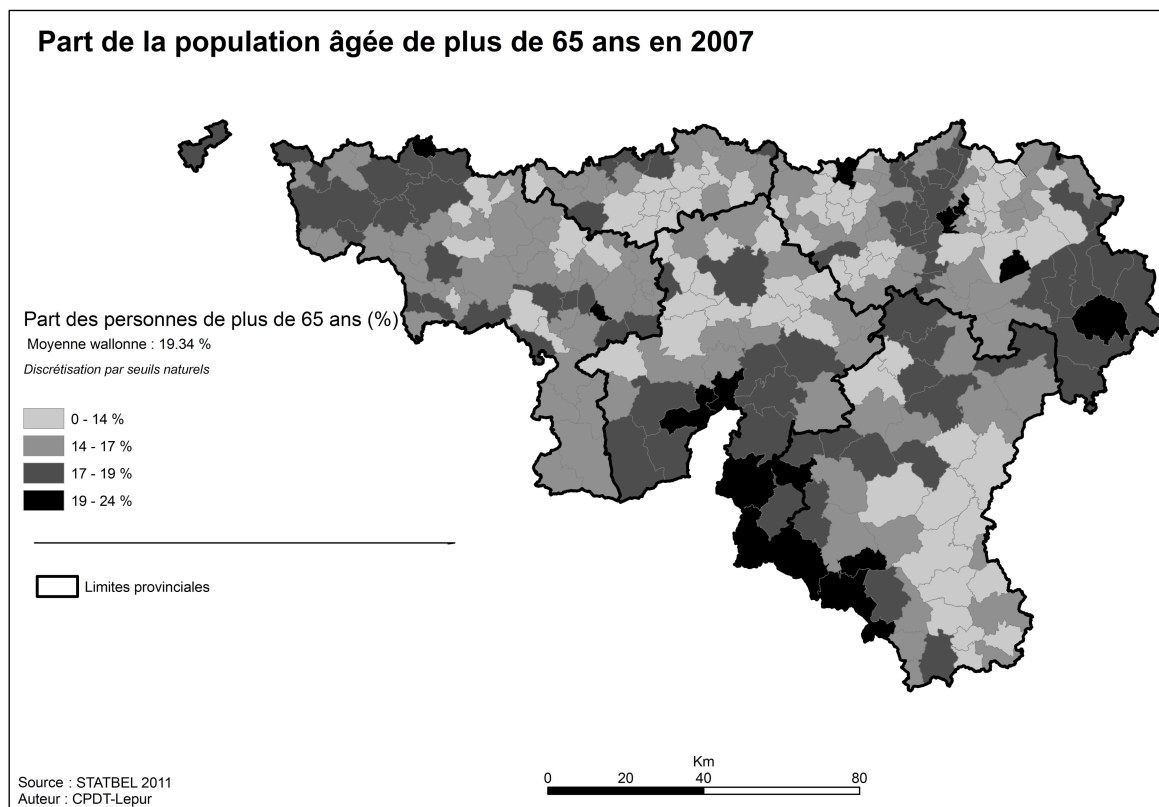 Part de la population âgée de plus de 65 ans en 2007
Part des personnes de plus de 65 ans (%)
Moyenne wallonne : 19.34 %
Discrétisation par seuils naturels
0 - 14 %
14 - 17 %
17 - 19 %
19 - 24 %
Limites provinciales
Km
0 20 40 80
Source : STATBEL 2011
Auteur : CPDT-Lepur